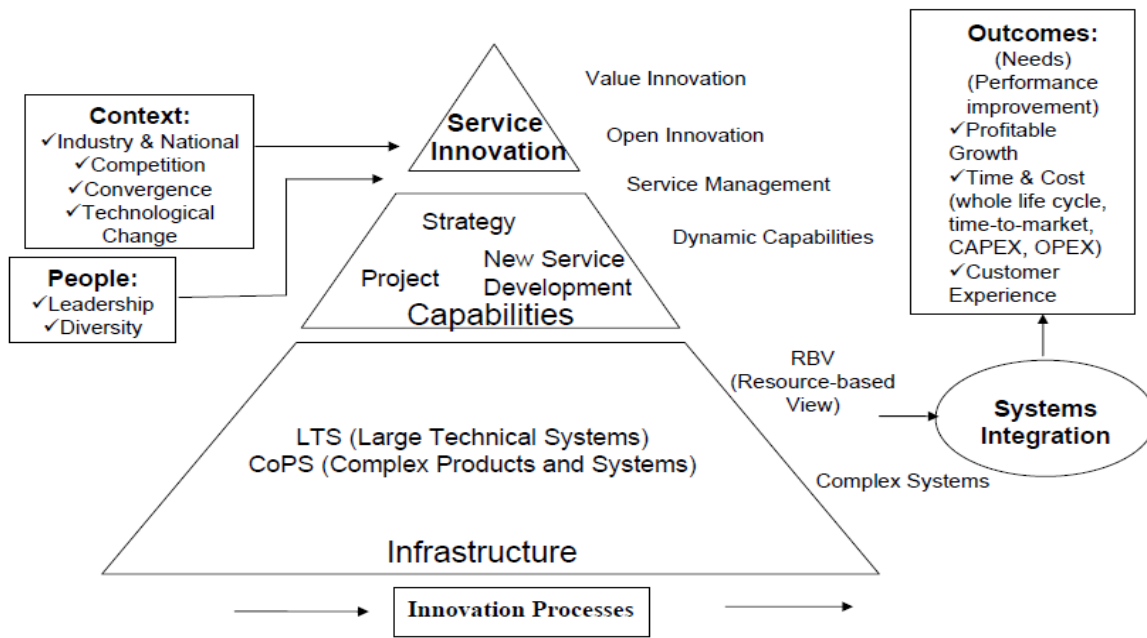 Context:
✓Industry & National
✓Competition
✓Convergence
✓Technological
Change
People:
✓Leadership
✓Diversity
Service
Innovation
Strategy
Project
New Service
Development
Capabilities
LTS (Large Technical Systems)
CoPS (Complex Products and Systems)
Infrastructure
Value Innovation
Open Innovation
Service Management
Dynamic Capabilities
RBV
(Resource-based
View)
Complex Systems
Outcomes:
(Needs)
(Performance
improvement)
✓Profitable
Growth
✓Time & Cost
(whole life cycle,
time-to-market,
CAPEX, OPEX)
✓Customer
Experience
Systems
Integration
Innovation Processes